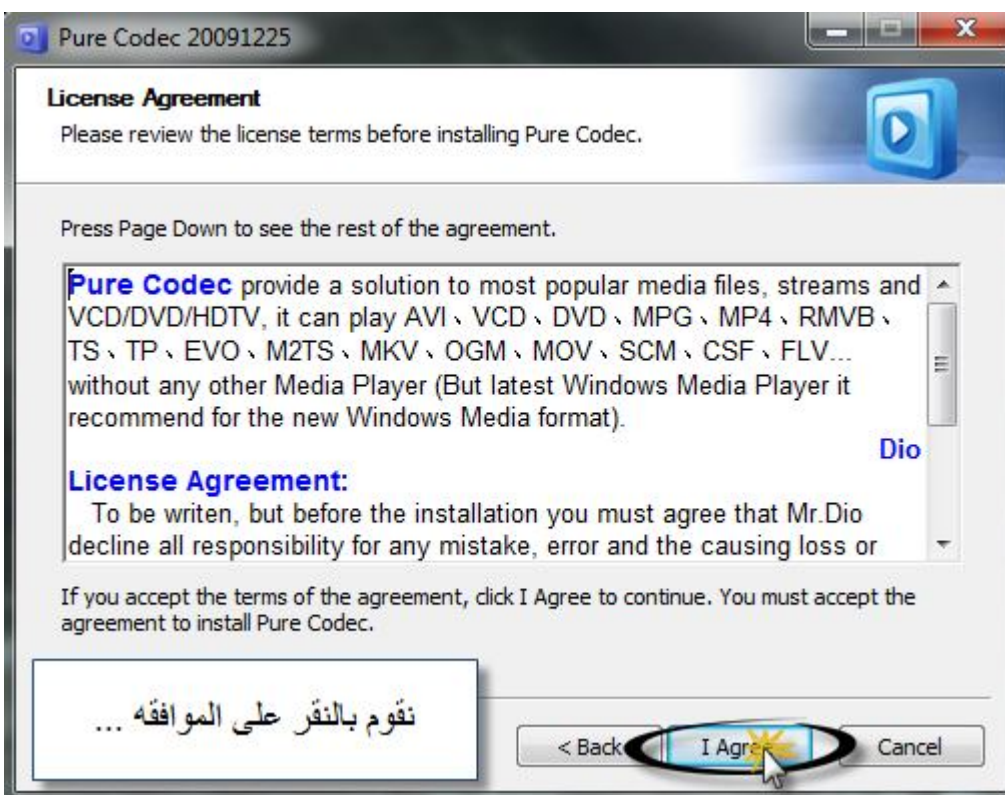 Pure Codec 20091225
License Agreement
Please review the license terms before installing Pure Codec.
Press Page Down to see the rest of the agreement.
Pure Codec provide a solution to most popular media files, streams and
VCD/DVD/HDTV, it can play AVI、VCD、DVD、MPG、MP4、RMVB、
TS、TP、EVO、M2TS、MKV、OGM、MOV、SCM、CSF、FLV...
without any other Media Player (But latest Windows Media Player it
recommend for the new Windows Media format).
Dio
License Agreement:
To be writen, but before the installation you must agree that Mr.Dio
decline all responsibility for any mistake, error and the causing loss or
If you accept the terms of the agreement, click I Agree to continue. You must accept the
agreement to install Pure Codec.
نقوم بالنقر على الموافقه ...
< Back I Agree Cancel